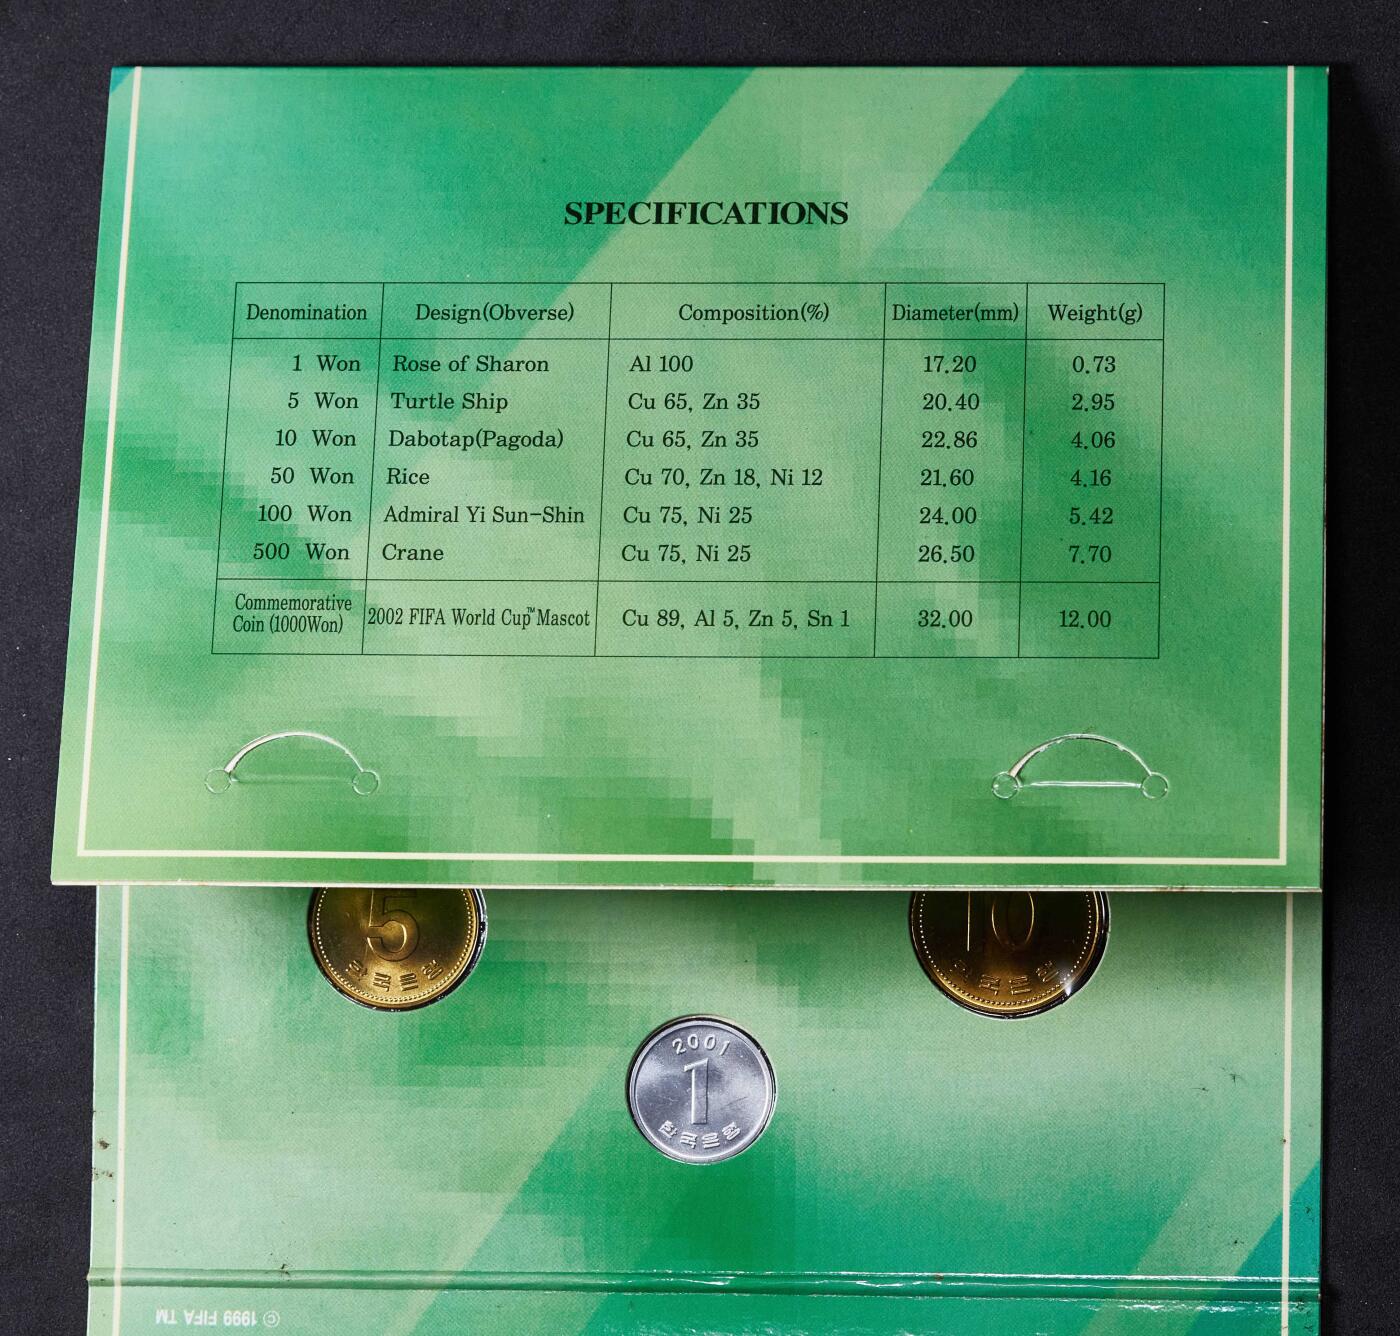 SPECIFICATIONS
Denomination Design(Obverse) Composition(%) Diameter(mm) Weight(g)
1 Won Rose of Sharon Al 100 17.20 0.73
5 Won Turtle Ship Cu 65, Zn 35 20.40 2.95
10 Won Dabotap(Pagoda) Cu 65, Zn 35 22.86 4.06
50 Won Rice Cu 70, Zn 18, Ni 12 21.60 4.16
100 Won Admiral Yi Sun-Shin Cu 75, Ni 25 24.00 5.42
500 Won Crane Cu 75, Ni 25 26.50 7.70
Commemorative
Coin (1000Won) 2002 FIFA World Cup™ Mascot Cu 89, Al 5, Zn 5, Sn 1 32.00 12.00
5
한국은행
10
한국은행
2001
1
한국은행
© 1999 FIFA TM